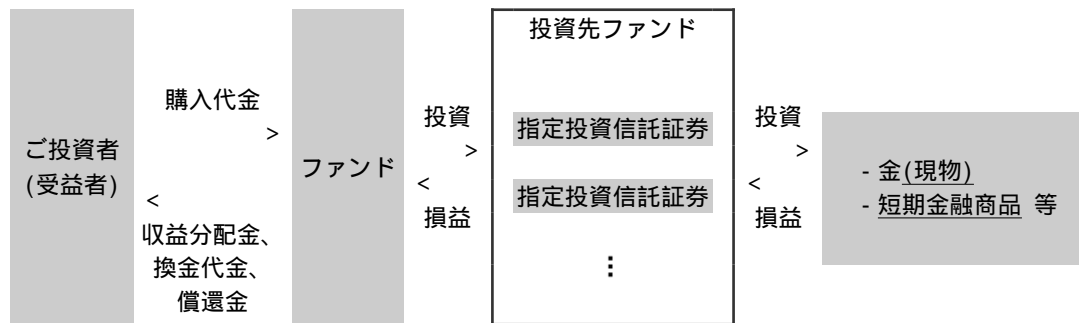 ご投資者
(受益者)
購入代金
>
<
収益分配金、
換金代金、
償還金
ファンド
投資
>
<
損益
投資先ファンド
指定投資信託証券
指定投資信託証券
⋮
投資
>
<
損益
- 金(現物)
- 短期金融商品 等